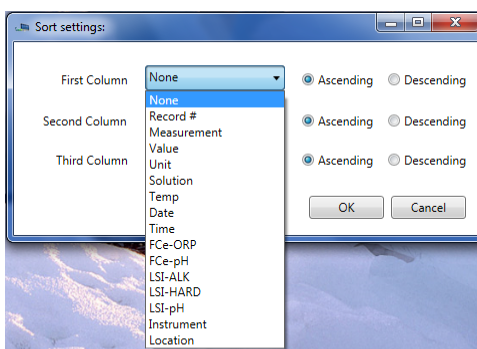 Sort settings:
First Column None Ascending Descending
None
Record #
Second Column Ascending Descending
Measurement
Value
Third Column Ascending Descending
Unit
Solution
Temp
Date OK Cancel
Time
FCe-ORP
FCe-pH
LSI-ALK
LSI-HARD
LSI-pH
Instrument
Location